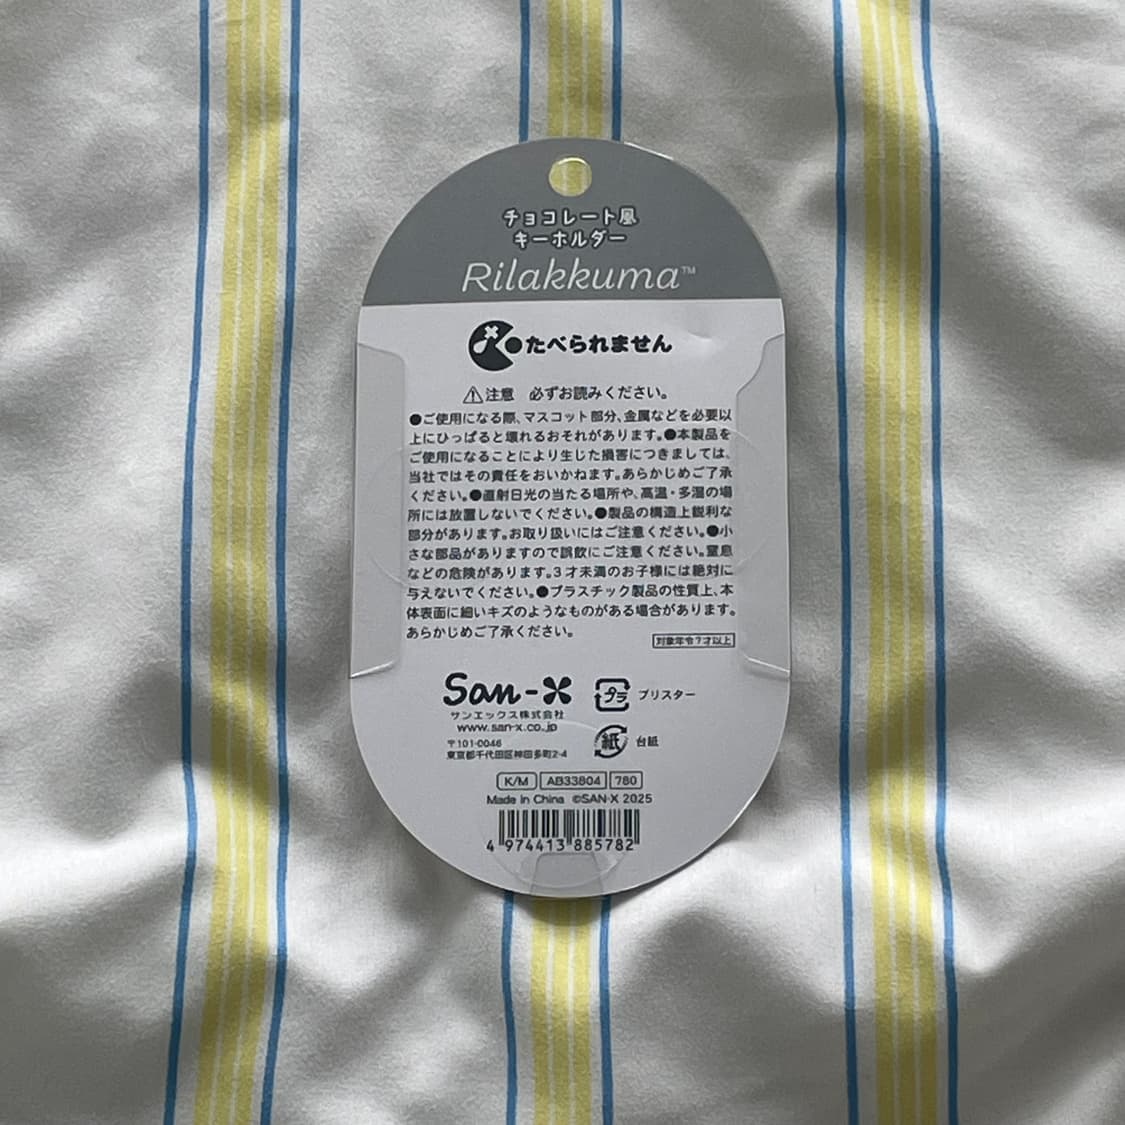 チョコレート風
キーホルダー
Rilakkuma™
たべられません
注意 必ずお読みください。
●ご使用になる際、マスコット部分、金属などを必要以
上にひっぱると壊れるおそれがあります。●本製品を
ご使用になることにより生じた損害につきましては、
当社ではその責任をおいかねます。あらかじめご了承
ください。●直射日光の当たる場所や、高温・多湿の場
所には放置しないでください。●製品の構造上鋭利な
部分があります。お取り扱いにはご注意ください。●小
さな部品がありますので誤飲にご注意ください。窒息
などの危険があります。3才未満のお子様には絶対に
与えないでください。●プラスチック製品の性質上、本
体表面に細いキズのようなものがある場合があります。
あらかじめご了承ください。
対象年令7才以上
San-X プラ ブリスター
サンエックス株式会社
www.san-x.co.jp
紙 台紙
〒101-0046
東京都千代田区神田多町2-4
K/M AB33804 780
Made in China ©SAN-X 2025
4 974413 885782